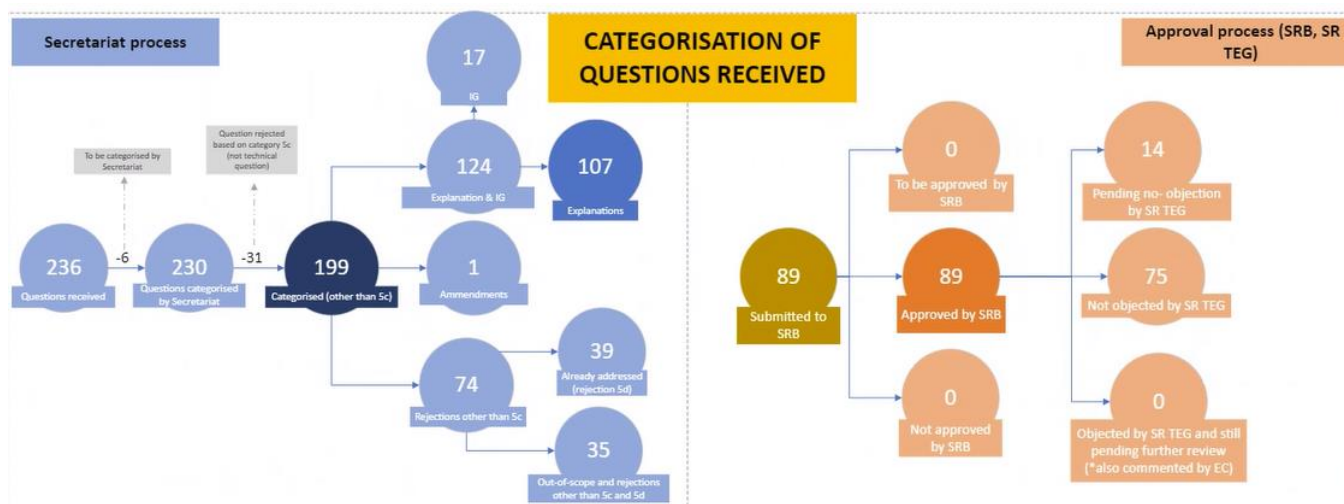 Secretariat process
CATEGORISATION OF
QUESTIONS RECEIVED
Approval process (SRB, SR
TEG)
17
IG
Question rejected
based on category 5c
(not technical
question)
To be categorised by
Secretariat
124
Explanation & IG
107
Explanations
236
Questions received
-6
230
Questions categorised
by Secretariat
-31
199
Categorised (other than 5c)
1
Ammendments
74
Rejections other than 5c
39
Already addressed
(rejection 5d)
35
Out-of-scope and rejections
other than 5c and 5d
89
Submitted to
SRB
0
To be approved by
SRB
89
Approved by SRB
0
Not approved
by SRB
14
Pending no- objection
by SR TEG
75
Not objected by SR TEG
0
Objected by SR TEG and still
pending further review
(*also commented by EC)